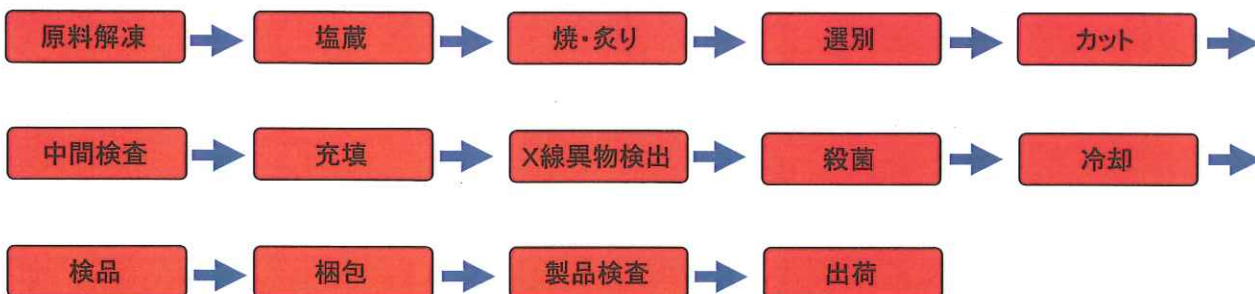 原料解凍
塩蔵
焼・炙り
選別
カット
中間検査
充填
X線異物検出
殺菌
冷却
検品
梱包
製品検査
出荷